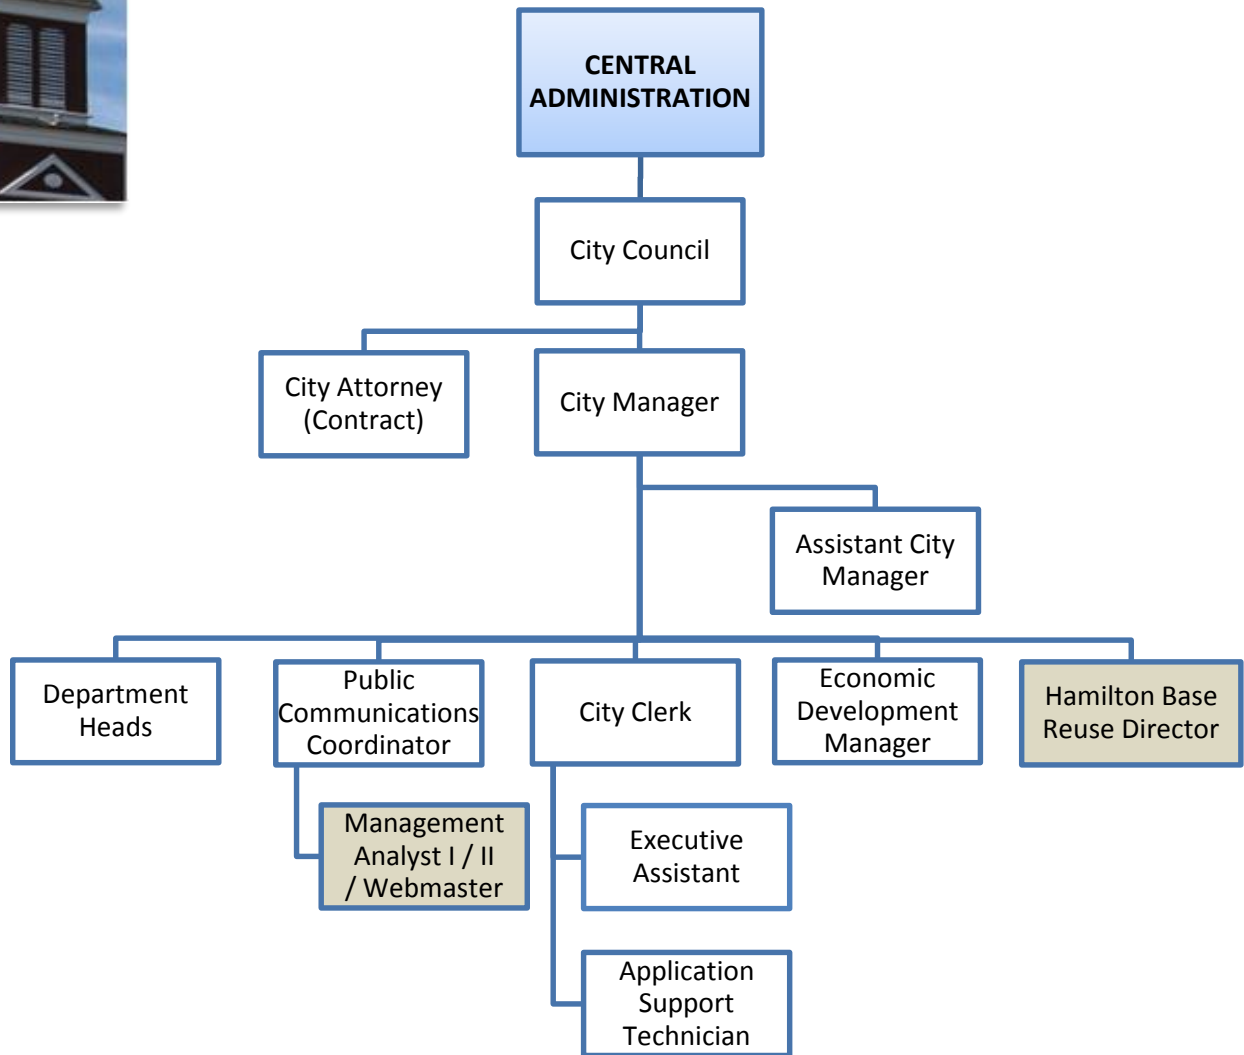 CENTRAL
ADMINISTRATION
City Council
City Attorney
(Contract)
City Manager
Assistant City
Manager
Department
Heads
Public
Communications
Coordinator
City Clerk
Economic
Development
Manager
Hamilton Base
Reuse Director
Management
Analyst I / II
/ Webmaster
Executive
Assistant
Application
Support
Technician